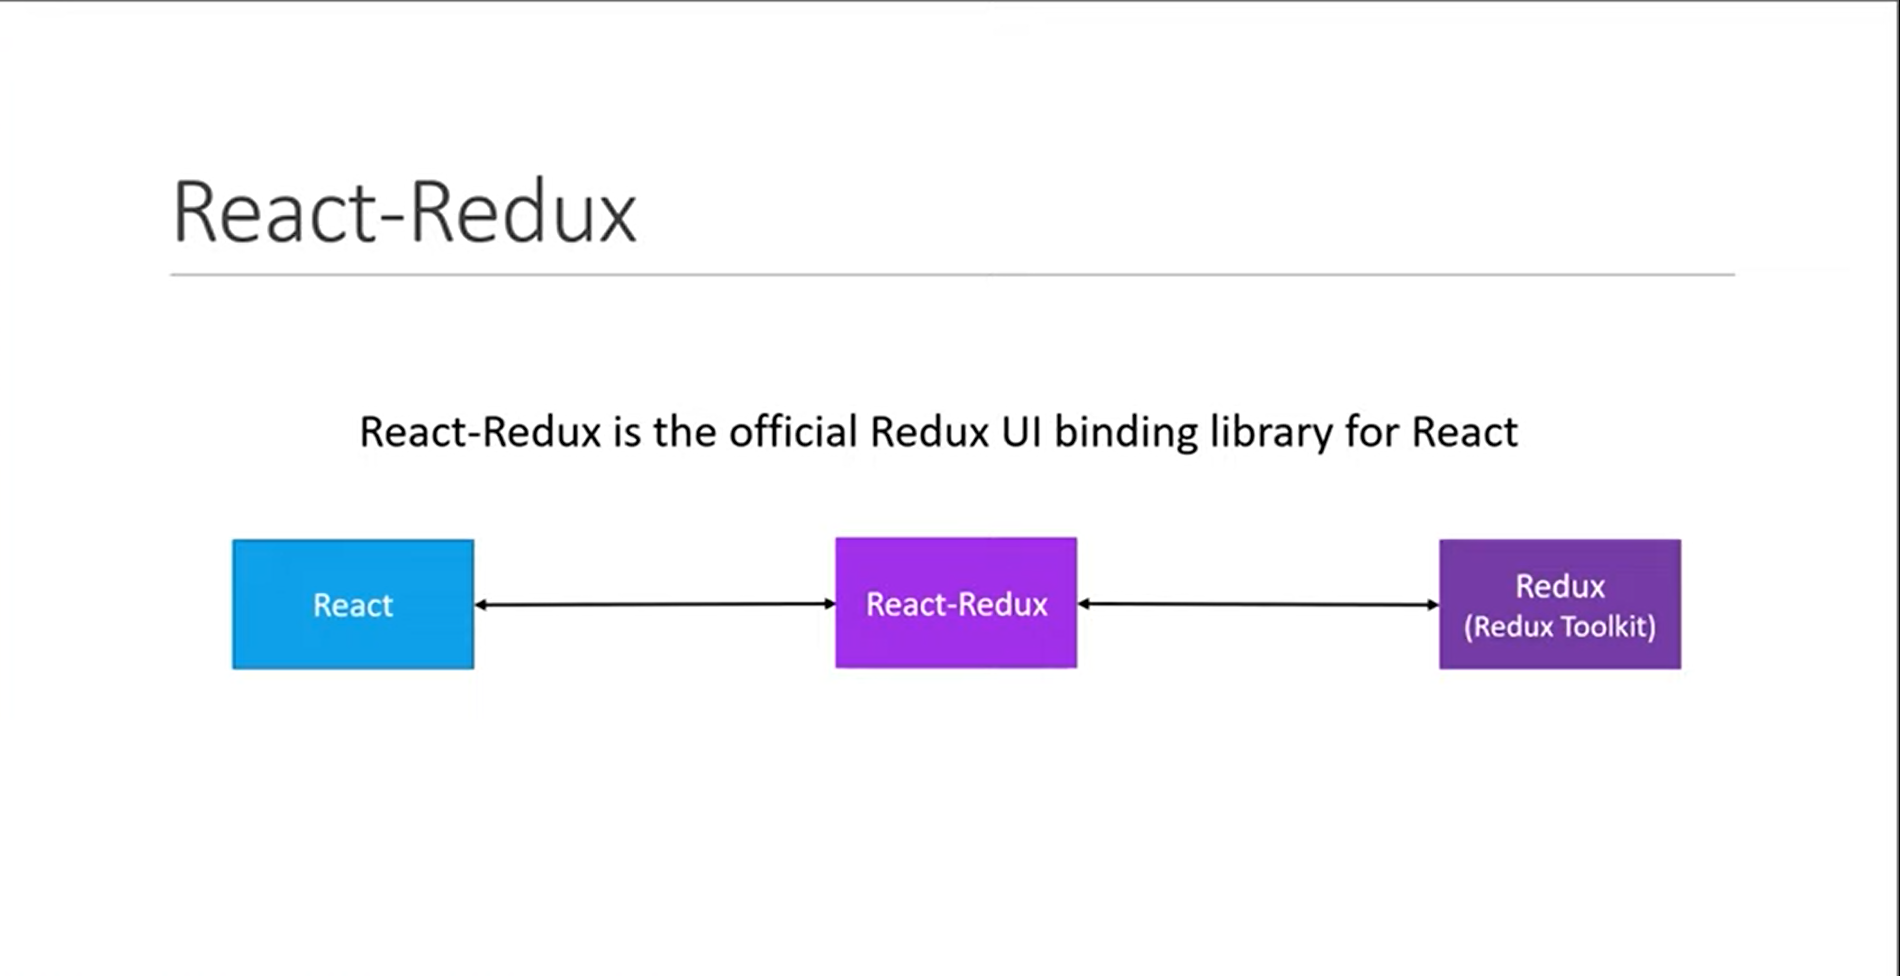 React-Redux
React-Redux is the official Redux UI binding library for React
React
React-Redux
Redux
(Redux Toolkit)